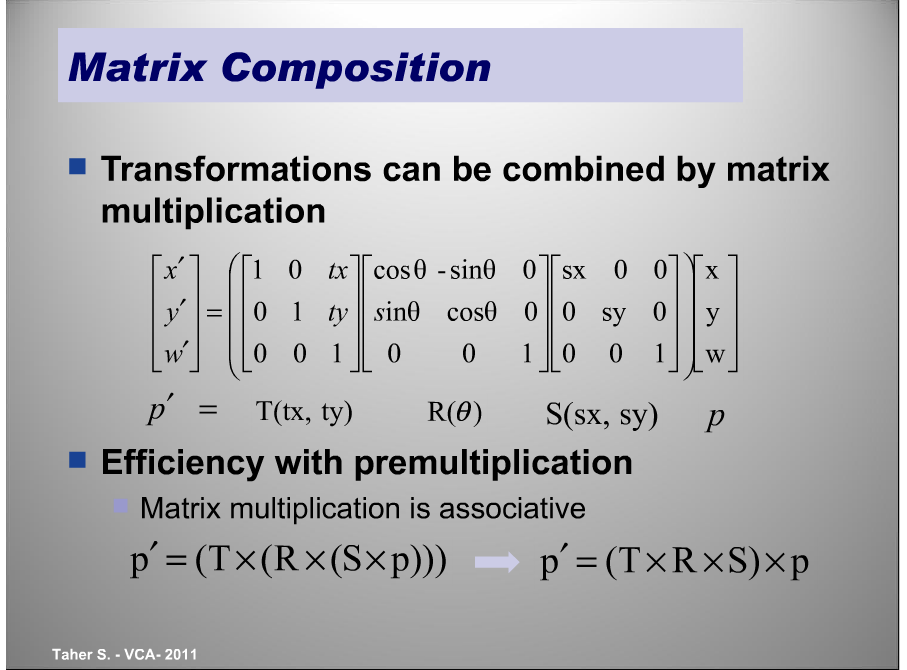 Matrix Composition
Transformations can be combined by matrix
multiplication
x′ 1 0 tx cos θ - sinθ 0 sx 0 0 x
y′ = 0 1 ty sinθ cosθ 0 0 sy 0 y
w′ 0 0 1 0 0 1 0 0 1 w
p′ = T(tx, ty) R(θ) S(sx, sy) p
Efficiency with premultiplication
Matrix multiplication is associative
p′ = (T×(R×(S×p))) p′ = (T×R×S)×p
Taher S. - VCA- 2011